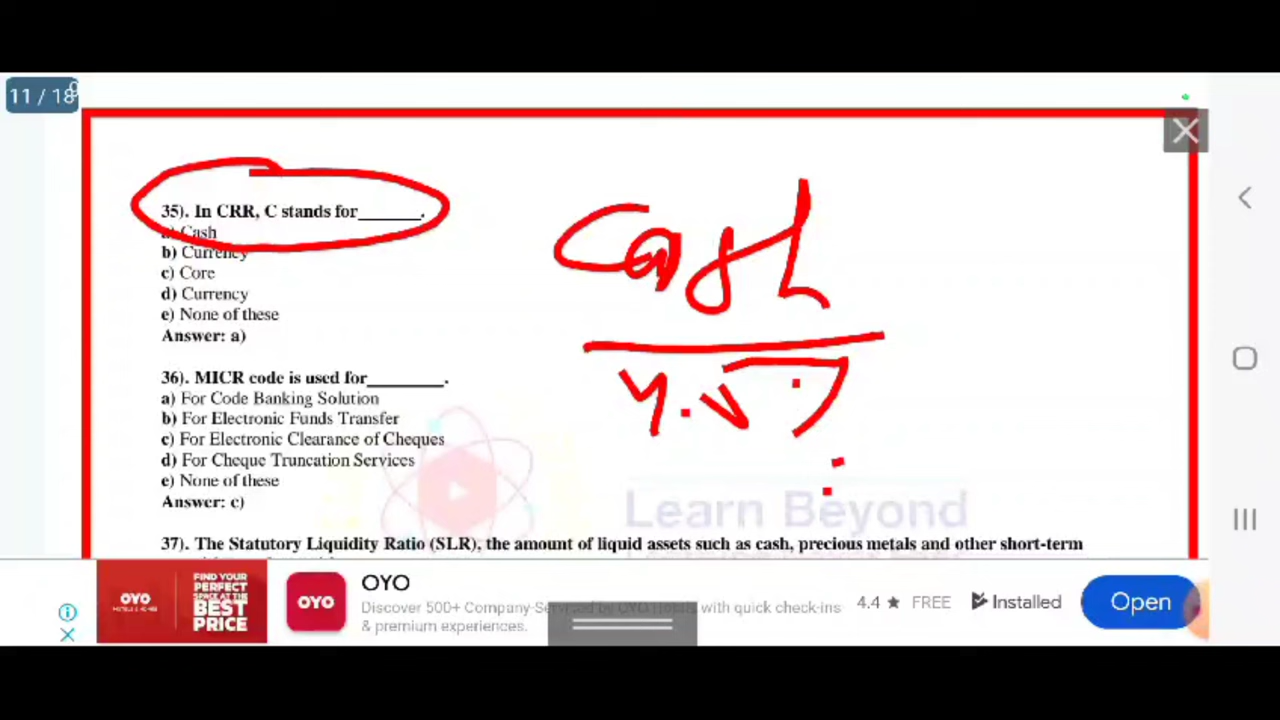 11 / 18
35). In CRR, C stands for_______.
a) Cash
b) Currency
c) Core
d) Currency
e) None of these
Answer: a)
Cash
4.5%
36). MICR code is used for________.
a) For Code Banking Solution
b) For Electronic Funds Transfer
c) For Electronic Clearance of Cheques
d) For Cheque Truncation Services
e) None of these
Answer: c)
Learn Beyond
37). The Statutory Liquidity Ratio (SLR), the amount of liquid assets such as cash, precious metals and other short-term
OYO
FIND YOUR
PERFECT
SPACE AT THE
BEST
PRICE
OYO
OYO
Discover 500+ Company-Serviced by OYO Hotels with quick check-ins
& premium experiences.
4.4 ★ FREE
Installed
Open